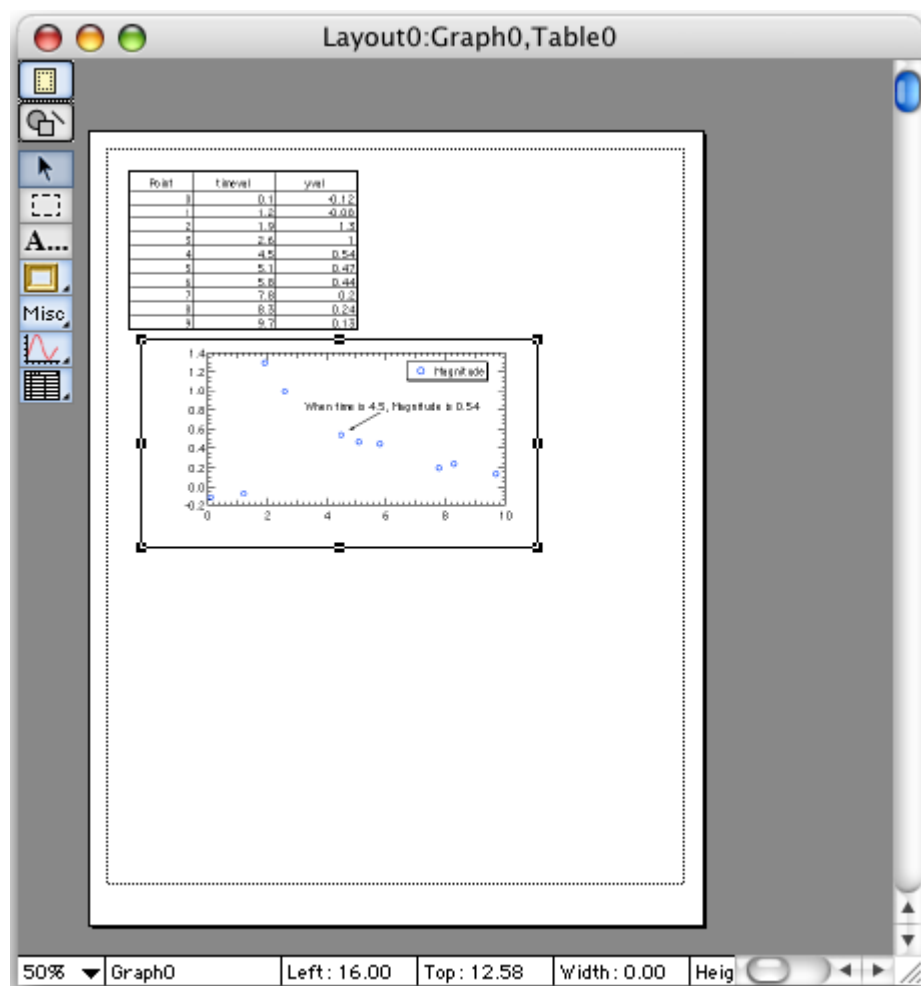 Layout0:Graph0,Table0
A...
Misc
Point timeval yval
0 0.1 -0.12
1 1.2 -0.08
2 1.9 1.3
3 2.6 1
4 4.5 0.54
5 5.1 0.47
6 5.8 0.44
7 7.8 0.2
8 8.3 0.24
9 9.7 0.13
1.4
Magnitude
1.2
1.0
When time is 4.5, Magnitude is 0.54
0.8
0.6
0.4
0.2
0.0
-0.2
0 2 4 6 8 10
50% Graph0 Left: 16.00 Top: 12.58 Width: 0.00 Heig